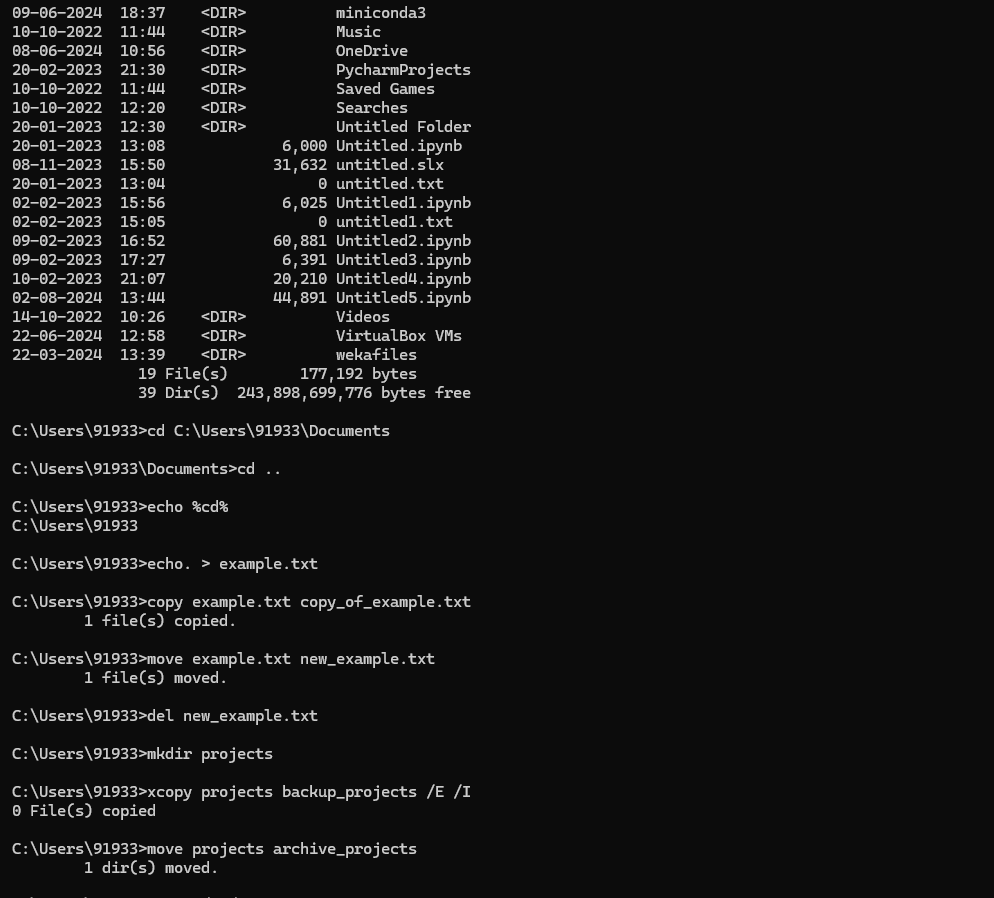 09-06-2024  18:37    <DIR>          miniconda3
10-10-2022  11:44    <DIR>          Music
08-06-2024  10:56    <DIR>          OneDrive
20-02-2023  21:30    <DIR>          PycharmProjects
10-10-2022  11:44    <DIR>          Saved Games
10-10-2022  12:20    <DIR>          Searches
20-01-2023  12:30    <DIR>          Untitled Folder
20-01-2023  13:08             6,000 Untitled.ipynb
08-11-2023  15:50            31,632 untitled.slx
20-01-2023  13:04                 0 untitled.txt
02-02-2023  15:56             6,025 Untitled1.ipynb
02-02-2023  15:05                 0 untitled1.txt
09-02-2023  16:52            60,881 Untitled2.ipynb
09-02-2023  17:27             6,391 Untitled3.ipynb
10-02-2023  21:07            20,210 Untitled4.ipynb
02-08-2024  13:44            44,891 Untitled5.ipynb
14-10-2022  10:26    <DIR>          Videos
22-06-2024  12:58    <DIR>          VirtualBox VMs
22-03-2024  13:39    <DIR>          wekafiles
              19 File(s)        177,192 bytes
              39 Dir(s)  243,898,699,776 bytes free
C:\Users\91933>cd C:\Users\91933\Documents
C:\Users\91933\Documents>cd ..
C:\Users\91933>echo %cd%
C:\Users\91933
C:\Users\91933>echo. > example.txt
C:\Users\91933>copy example.txt copy_of_example.txt
        1 file(s) copied.
C:\Users\91933>move example.txt new_example.txt
        1 file(s) moved.
C:\Users\91933>del new_example.txt
C:\Users\91933>mkdir projects
C:\Users\91933>xcopy projects backup_projects /E /I
0 File(s) copied
C:\Users\91933>move projects archive_projects
        1 dir(s) moved.